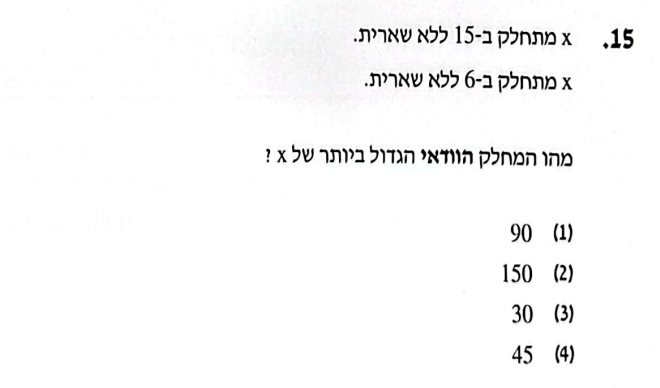 15. x מתחלק ב-15 ללא שארית.
x מתחלק ב-6 ללא שארית.
מהו המחלק הוודאי הגדול ביותר של x ?
(1) 90
(2) 150
(3) 30
(4) 45